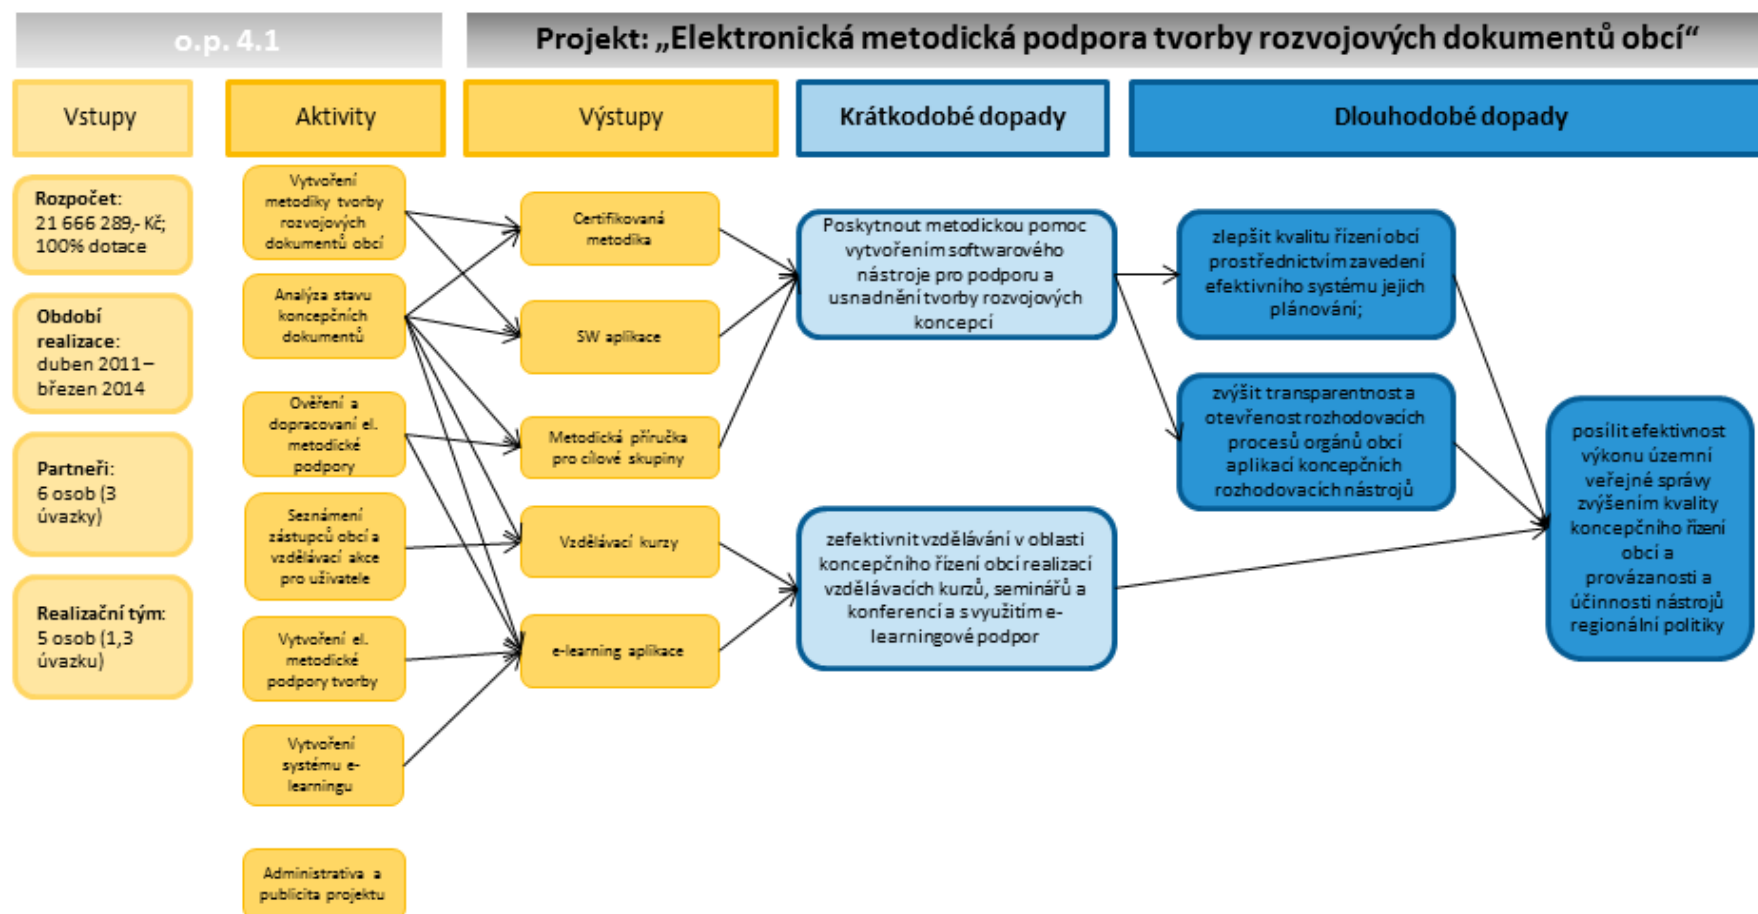 o.p. 4.1
Projekt: „Elektronická metodická podpora tvorby rozvojových dokumentů obcí“
Vstupy
Aktivity
Výstupy
Krátkodobé dopady
Dlouhodobé dopady
Rozpočet:
21 666 289,- Kč;
100% dotace
Období
realizace:
duben 2011–
březen 2014
Partneři:
6 osob (3
úvazky)
Realizační tým:
5 osob (1,3
úvazku)
Vytvoření
metodiky tvorby
rozvojových
dokumentů obcí
Analýza stavu
koncepčních
dokumentů
Ověření a
dopracovaní el.
metodické
podpory
Seznámení
zástupců obcí a
vzdělávací akce
pro uživatele
Vytvoření el.
metodické
podpory tvorby
Vytvoření
systému e-
learningu
Administrativa a
publicita projektu
Certifikovaná
metodika
SW aplikace
Metodická příručka
pro cílové skupiny
Vzdělávací kurzy
e-learning aplikace
Poskytnout metodickou pomoc
vytvořením softwarového
nástroje pro podporu a
usnadnění tvorby rozvojových
koncepcí
zefektivnit vzdělávání v oblasti
koncepčního řízení obcí realizací
vzdělávacích kurzů, seminářů a
konferencí a s využitím e-
learningové podpor
zlepšit kvalitu řízení obcí
prostřednictvím zavedení
efektivního systému jejich
plánování;
zvýšit transparentnost a
otevřenost rozhodovacích
procesů orgánů obcí
aplikací koncepčních
rozhodovacích nástrojů
posílit efektivnost
výkonu územní
veřejné správy
zvýšením kvality
koncepčního řízení
obcí a
provázanosti a
účinnosti nástrojů
regionální politiky